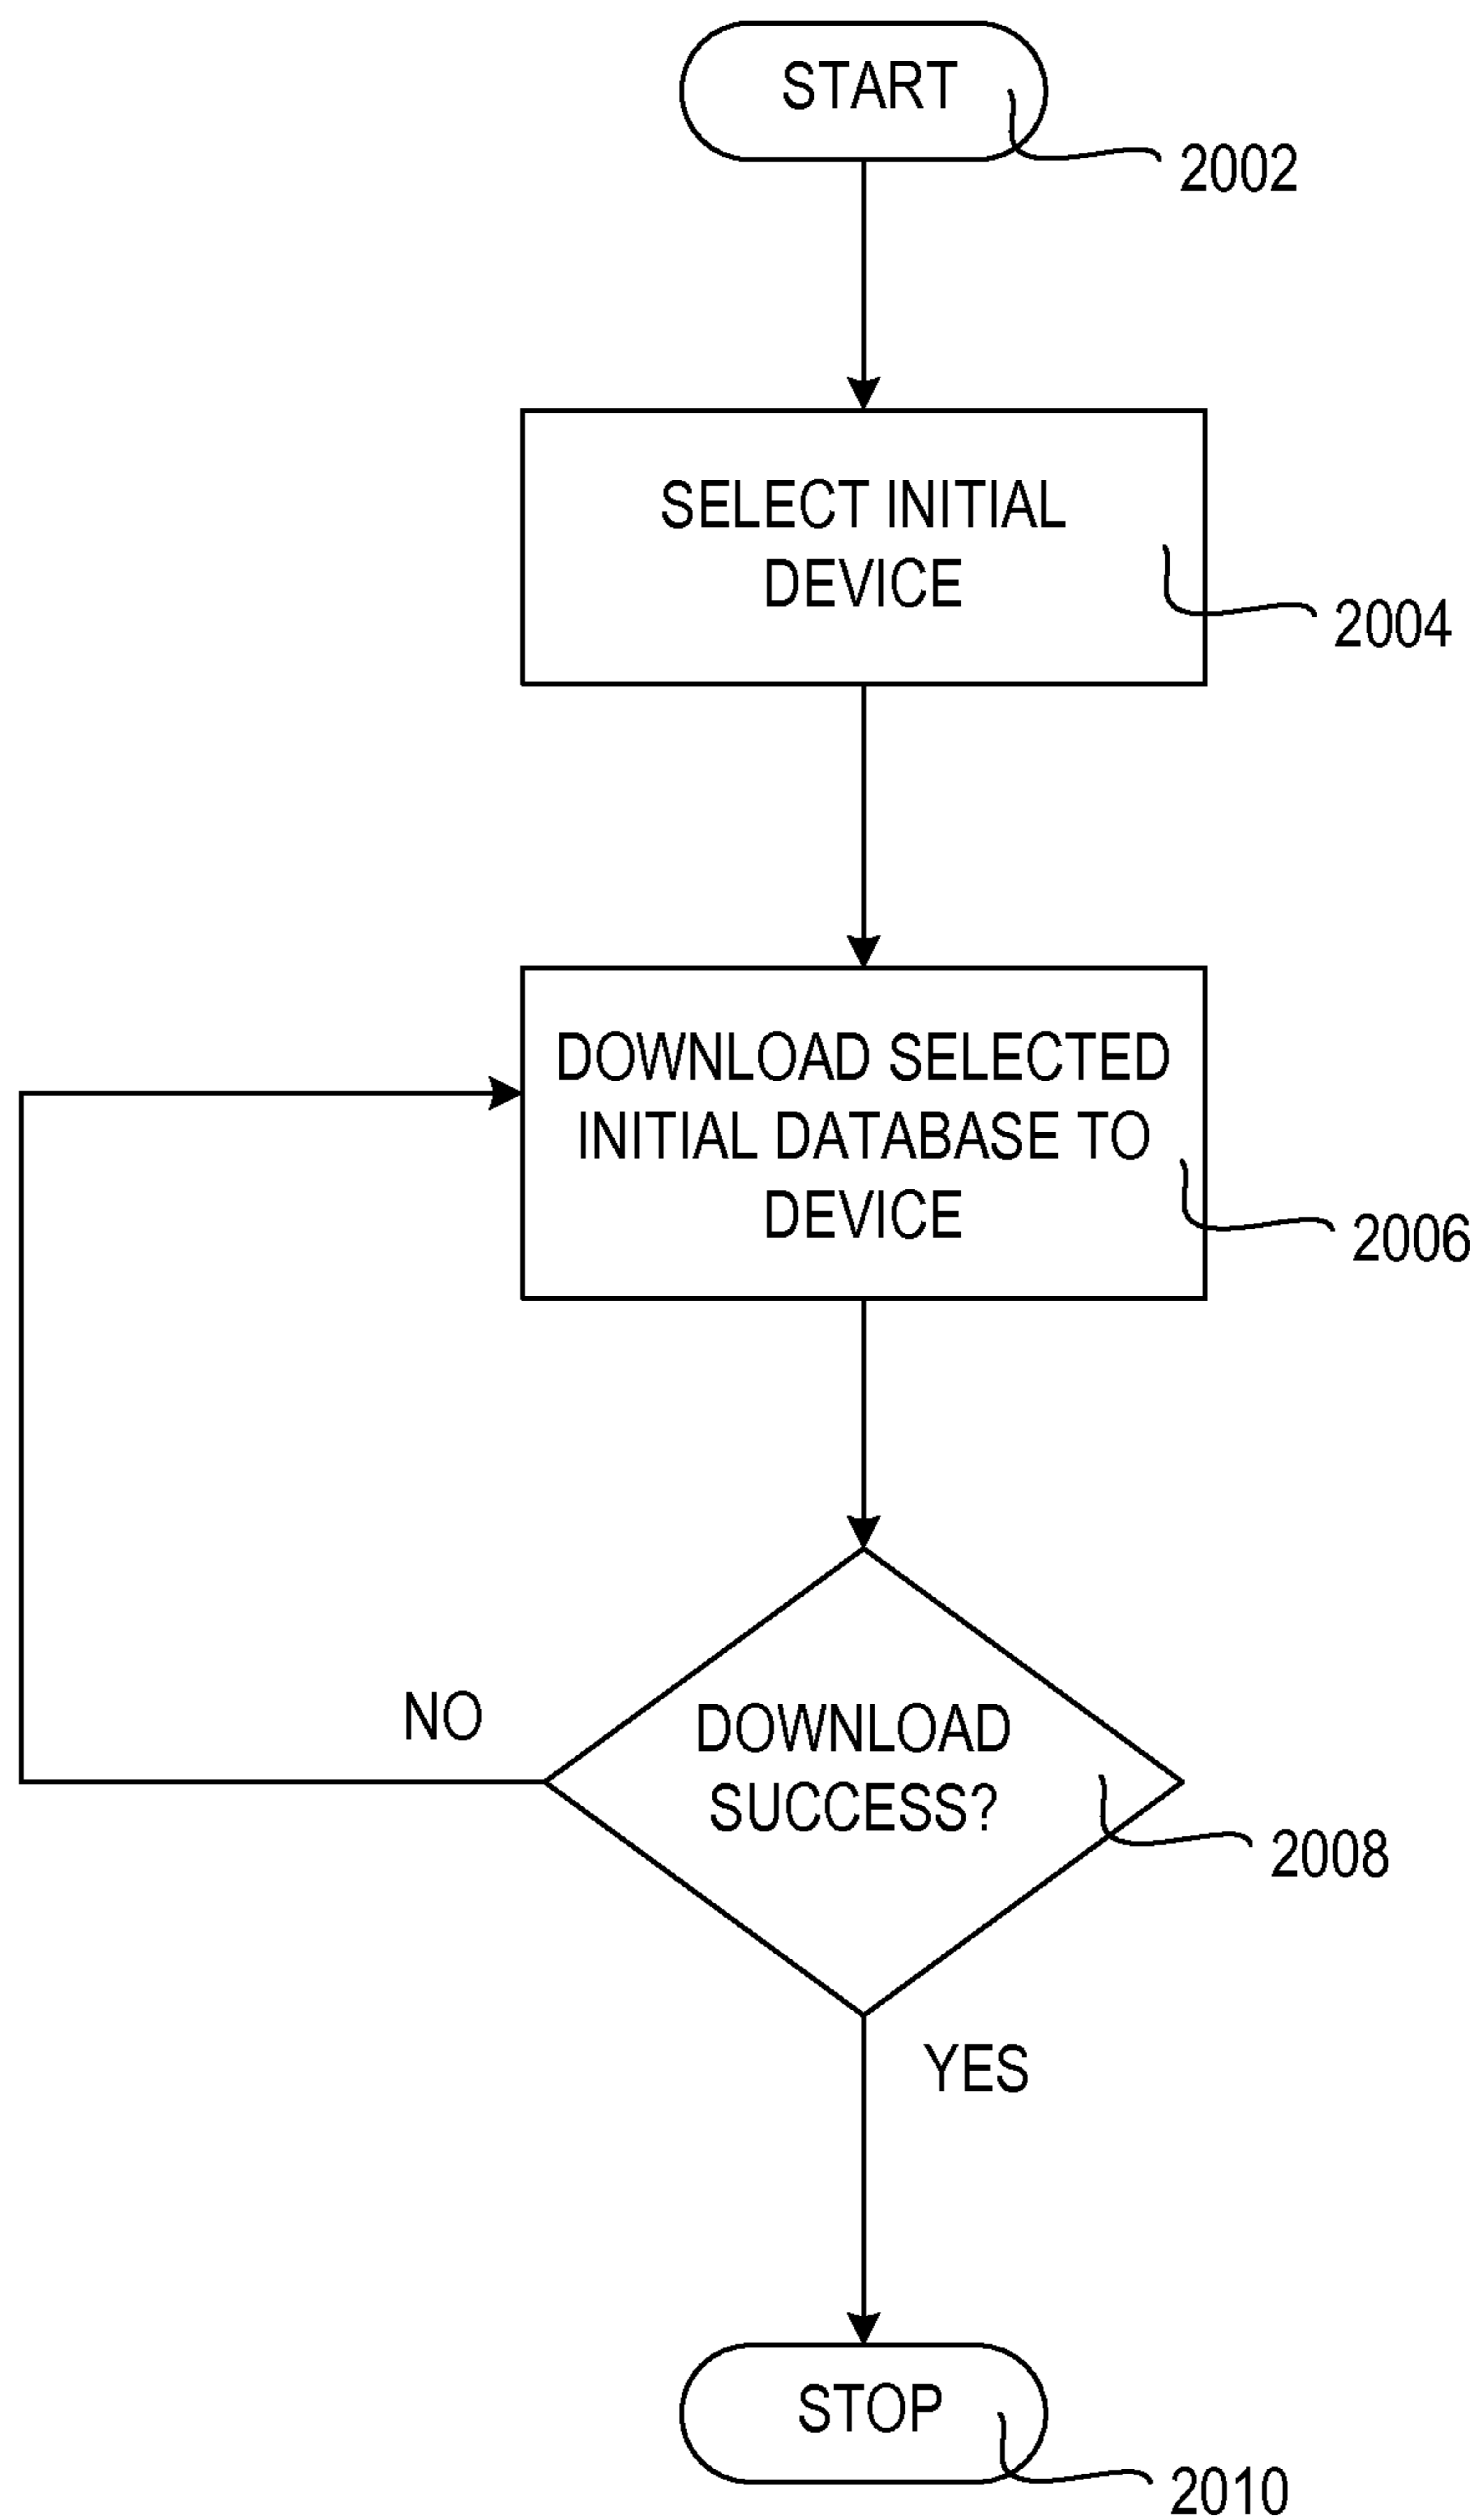 START
2002
SELECT INITIAL
DEVICE
2004
DOWNLOAD SELECTED
INITIAL DATABASE TO
DEVICE
2006
NO
DOWNLOAD
SUCCESS?
2008
YES
STOP
2010